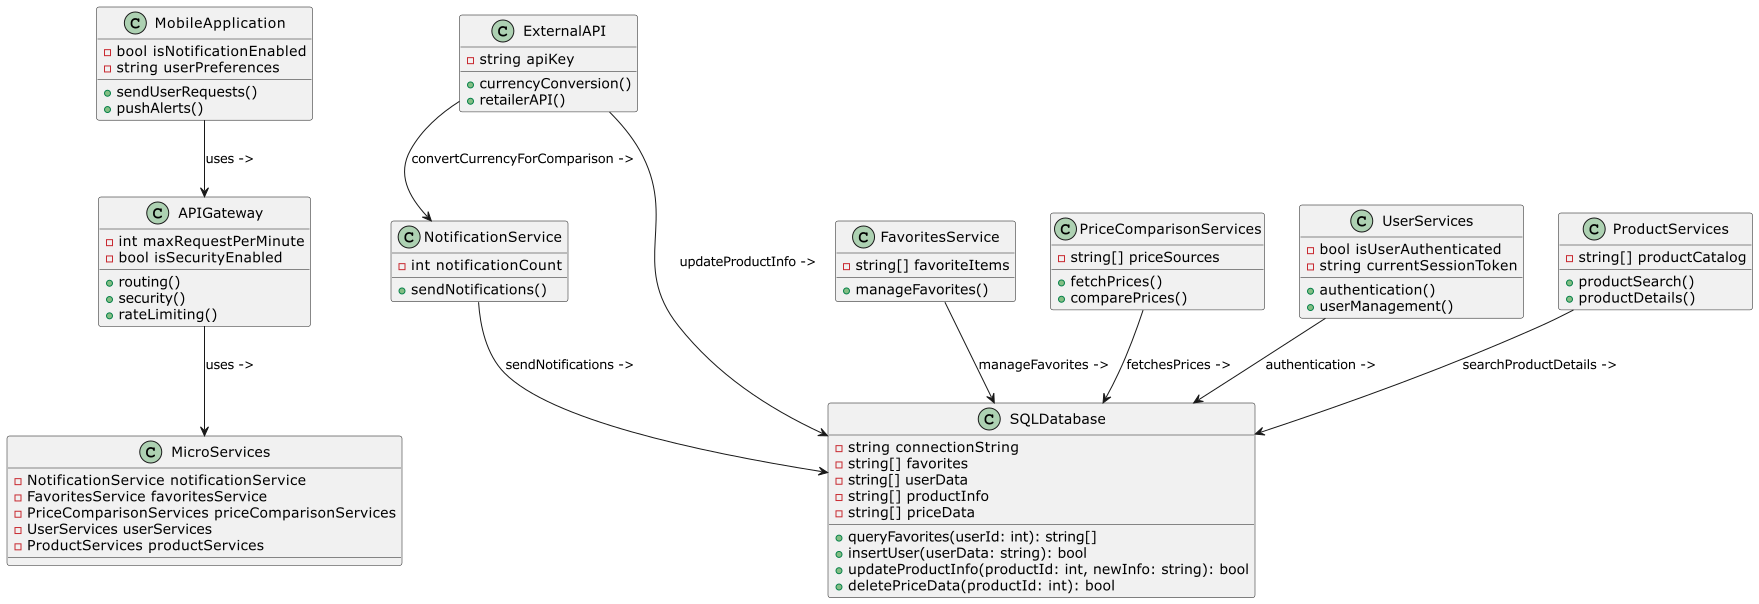 C MobileApplication
bool isNotificationEnabled
string userPreferences
sendUserRequests()
pushAlerts()
C ExternalAPI
string apiKey
currencyConversion()
retailerAPI()
uses ->
convertCurrencyForComparison ->
C APIGateway
int maxRequestPerMinute
bool isSecurityEnabled
routing()
security()
rateLimiting()
C NotificationService
int notificationCount
sendNotifications()
updateProductInfo ->
C FavoritesService
string[] favoriteItems
manageFavorites()
C PriceComparisonServices
string[] priceSources
fetchPrices()
comparePrices()
C UserServices
bool isUserAuthenticated
string currentSessionToken
authentication()
userManagement()
C ProductServices
string[] productCatalog
productSearch()
productDetails()
uses ->
sendNotifications ->
manageFavorites ->
fetchesPrices ->
authentication ->
searchProductDetails ->
C MicroServices
NotificationService notificationService
FavoritesService favoritesService
PriceComparisonServices priceComparisonServices
UserServices userServices
ProductServices productServices
C SQLDatabase
string connectionString
string[] favorites
string[] userData
string[] productInfo
string[] priceData
queryFavorites(userId: int): string[]
insertUser(userData: string): bool
updateProductInfo(productId: int, newInfo: string): bool
deletePriceData(productId: int): bool